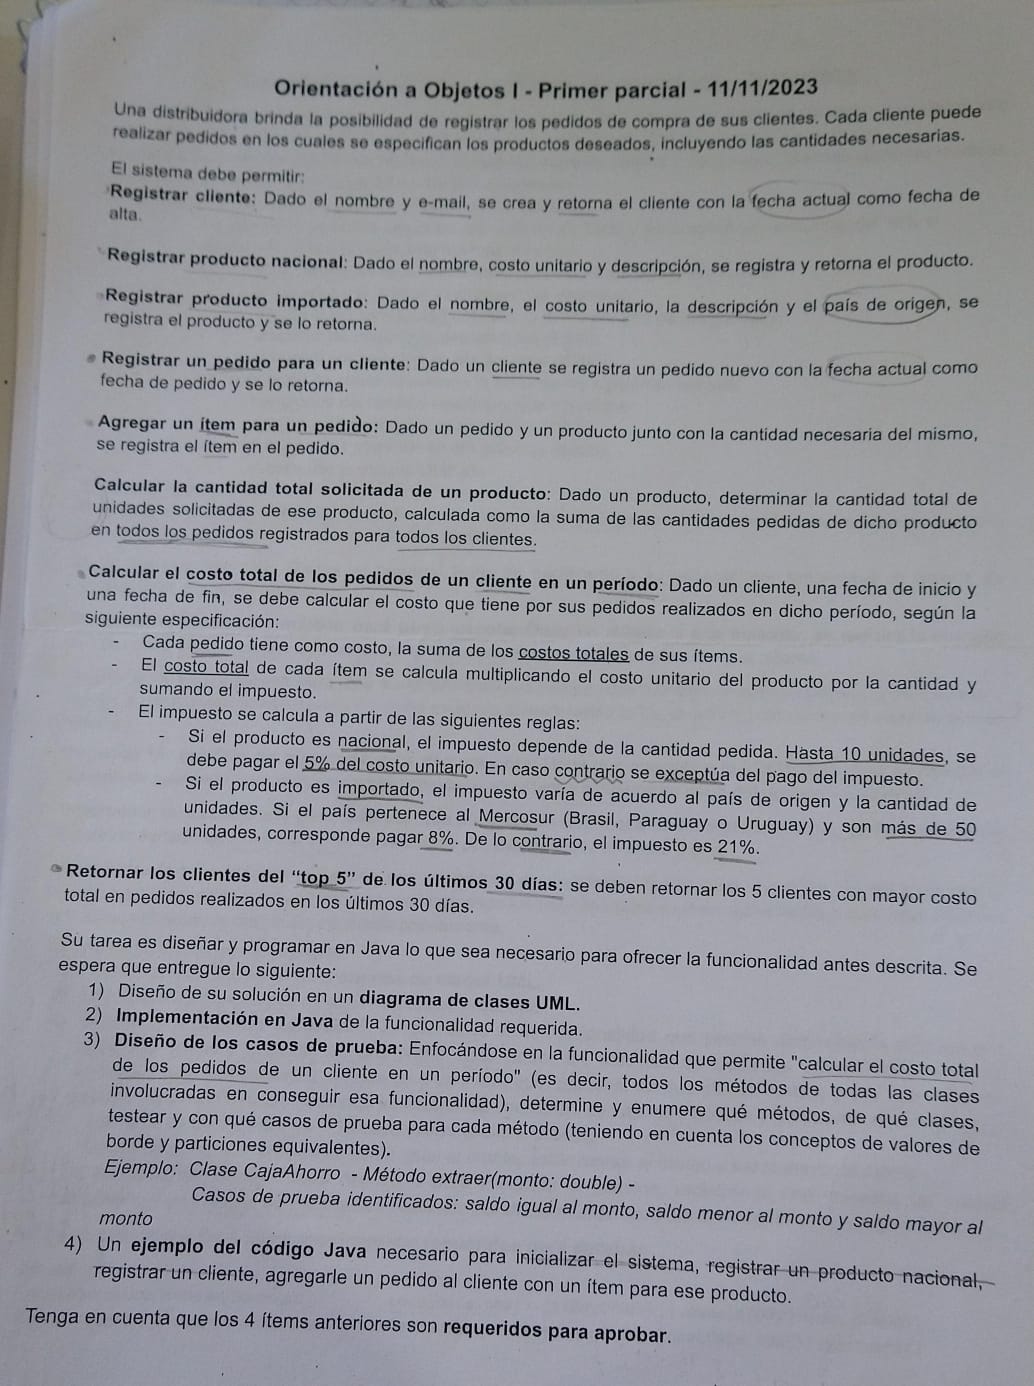 Orientación a Objetos I - Primer parcial - 11/11/2023
Una distribuidora brinda la posibilidad de registrar los pedidos de compra de sus clientes. Cada cliente puede
realizar pedidos en los cuales se especifican los productos deseados, incluyendo las cantidades necesarias.
El sistema debe permitir:
Registrar cliente: Dado el nombre y e-mail, se crea y retorna el cliente con la fecha actual como fecha de
alta.
Registrar producto nacional: Dado el nombre, costo unitario y descripción, se registra y retorna el producto.
Registrar producto importado: Dado el nombre, el costo unitario, la descripción y el país de origen, se
registra el producto y se lo retorna.
Registrar un pedido para un cliente: Dado un cliente se registra un pedido nuevo con la fecha actual como
fecha de pedido y se lo retorna.
Agregar un ítem para un pedido: Dado un pedido y un producto junto con la cantidad necesaria del mismo,
se registra el ítem en el pedido.
Calcular la cantidad total solicitada de un producto: Dado un producto, determinar la cantidad total de
unidades solicitadas de ese producto, calculada como la suma de las cantidades pedidas de dicho producto
en todos los pedidos registrados para todos los clientes.
Calcular el costo total de los pedidos de un cliente en un período: Dado un cliente, una fecha de inicio y
una fecha de fin, se debe calcular el costo que tiene por sus pedidos realizados en dicho período, según la
siguiente especificación:
- Cada pedido tiene como costo, la suma de los costos totales de sus ítems.
- El costo total de cada ítem se calcula multiplicando el costo unitario del producto por la cantidad y
sumando el impuesto.
- El impuesto se calcula a partir de las siguientes reglas:
- Si el producto es nacional, el impuesto depende de la cantidad pedida. Hasta 10 unidades, se
debe pagar el 5% del costo unitario. En caso contrario se exceptúa del pago del impuesto.
- Si el producto es importado, el impuesto varía de acuerdo al país de origen y la cantidad de
unidades. Si el país pertenece al Mercosur (Brasil, Paraguay o Uruguay) y son más de 50
unidades, corresponde pagar 8%. De lo contrario, el impuesto es 21%.
Retornar los clientes del “top 5” de los últimos 30 días: se deben retornar los 5 clientes con mayor costo
total en pedidos realizados en los últimos 30 días.
Su tarea es diseñar y programar en Java lo que sea necesario para ofrecer la funcionalidad antes descrita. Se
espera que entregue lo siguiente:
1) Diseño de su solución en un diagrama de clases UML.
2) Implementación en Java de la funcionalidad requerida.
3) Diseño de los casos de prueba: Enfocándose en la funcionalidad que permite "calcular el costo total
de los pedidos de un cliente en un período" (es decir, todos los métodos de todas las clases
involucradas en conseguir esa funcionalidad), determine y enumere qué métodos, de qué clases,
testear y con qué casos de prueba para cada método (teniendo en cuenta los conceptos de valores de
borde y particiones equivalentes).
Ejemplo: Clase CajaAhorro - Método extraer(monto: double) -
Casos de prueba identificados: saldo igual al monto, saldo menor al monto y saldo mayor al
monto
4) Un ejemplo del código Java necesario para inicializar el sistema, registrar un producto nacional,
registrar un cliente, agregarle un pedido al cliente con un ítem para ese producto.
Tenga en cuenta que los 4 ítems anteriores son requeridos para aprobar.